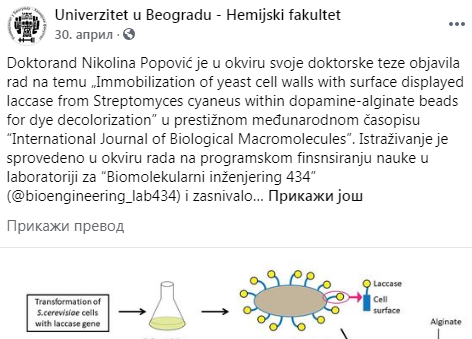 Univerzitet u Beogradu - Hemijski fakultet
30. април ·
Doktorand Nikolina Popović je u okviru svoje doktorske teze objavila
rad na temu „Immobilization of yeast cell walls with surface displayed
laccase from Streptomyces cyaneus within dopamine-alginate beads
for dye decolorization” u prestižnom međunarodnom časopisu
“International Journal of Biological Macromolecules”. Istraživanje je
sprovedeno u okviru rada na programskom finsnsiranju nauke u
laboratoriji za “Biomolekularni inženjering 434”
(@bioengineering_lab434) i zasnivalo... Прикажи још
Прикажи превод
Transformation of
S.cerevisiae cells
with laccase gene
Laccase
Cell
surface
Alginate